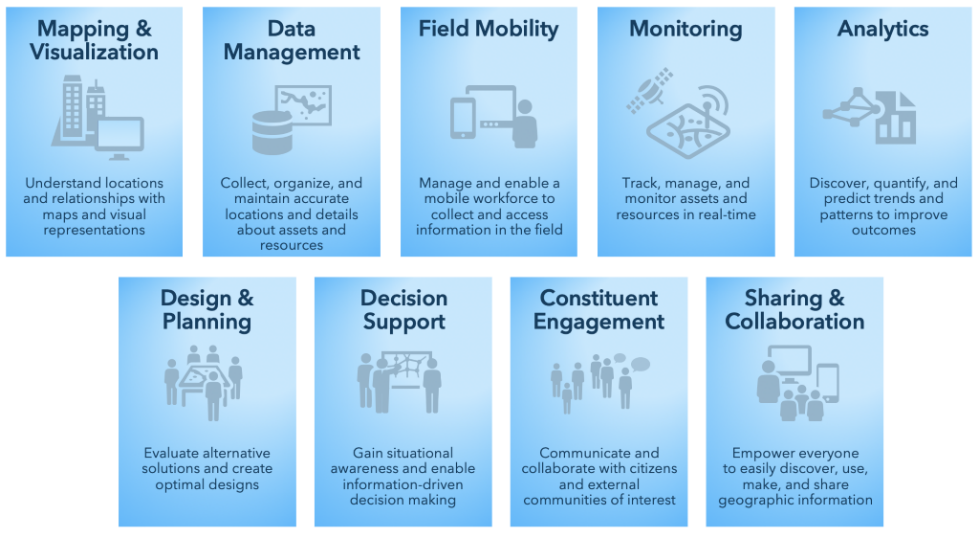 Mapping &
Visualization
Understand locations
and relationships with
maps and visual
representations
Data
Management
Collect, organize, and
maintain accurate
locations and details
about assets and
resources
Field Mobility
Manage and enable a
mobile workforce to
collect and access
information in the field
Monitoring
Track, manage, and
monitor assets and
resources in real-time
Analytics
Discover, quantify, and
predict trends and
patterns to improve
outcomes
Design &
Planning
Evaluate alternative
solutions and create
optimal designs
Decision
Support
Gain situational
awareness and enable
information-driven
decision making
Constituent
Engagement
Communicate and
collaborate with citizens
and external
communities of interest
Sharing &
Collaboration
Empower everyone
to easily discover, use,
make, and share
geographic information